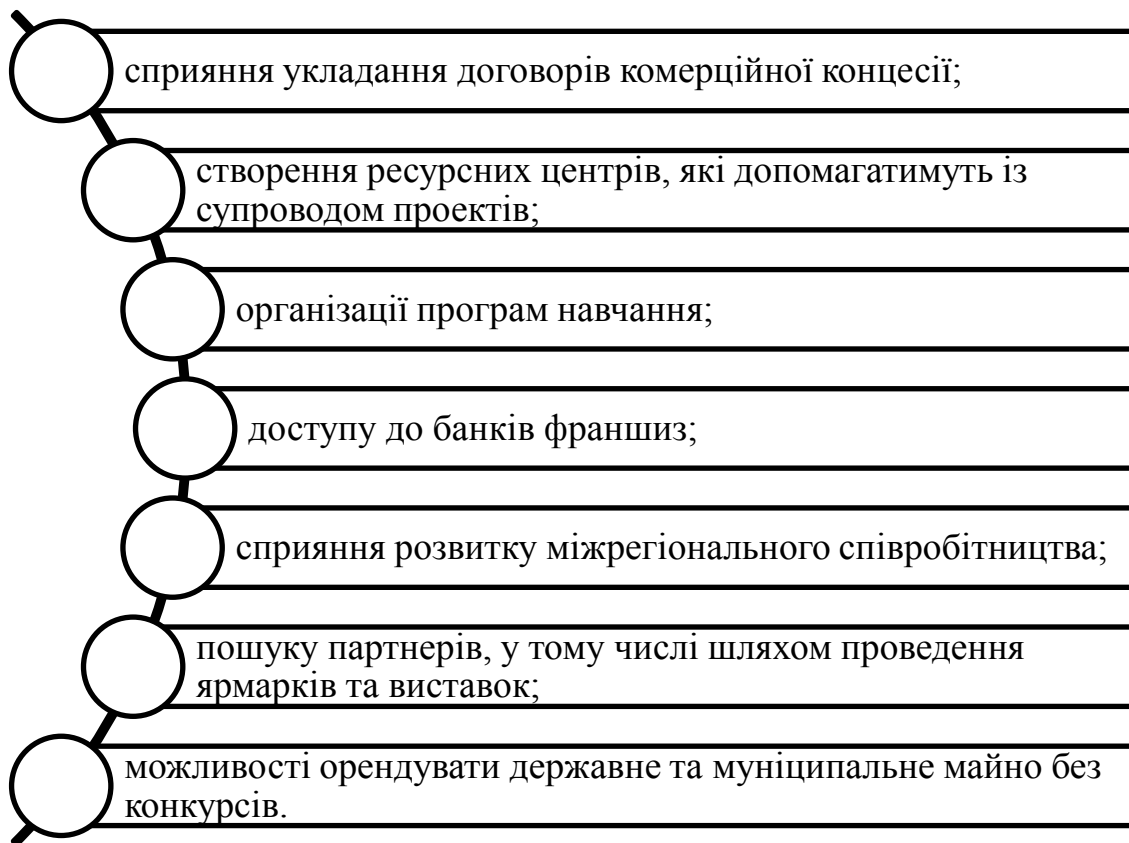 сприяння укладання договорів комерційної концесії;
створення ресурсних центрів, які допомагатимуть із
супроводом проектів;
організації програм навчання;
доступу до банків франшиз;
сприяння розвитку міжрегіонального співробітництва;
пошуку партнерів, у тому числі шляхом проведення
ярмарків та виставок;
можливості орендувати державне та муніципальне майно без
конкурсів.